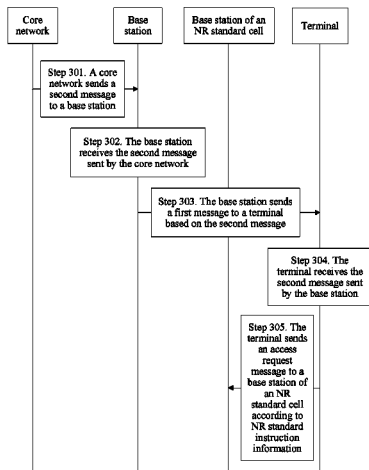 Core
network
Base
station
Base station of an
NR standard cell
Terminal
Step 301. A core
network sends a
second message
to a base station
Step 302. The base station
receives the second message
sent by the core network
Step 303. The base station sends
a first message to a terminal
based on the second message
Step 304. The
terminal receives the
second message sent
by the base station
Step 305. The
terminal sends
an access
request
message to a
base station of
an NR
standard cell
according to
NR standard
instruction
information